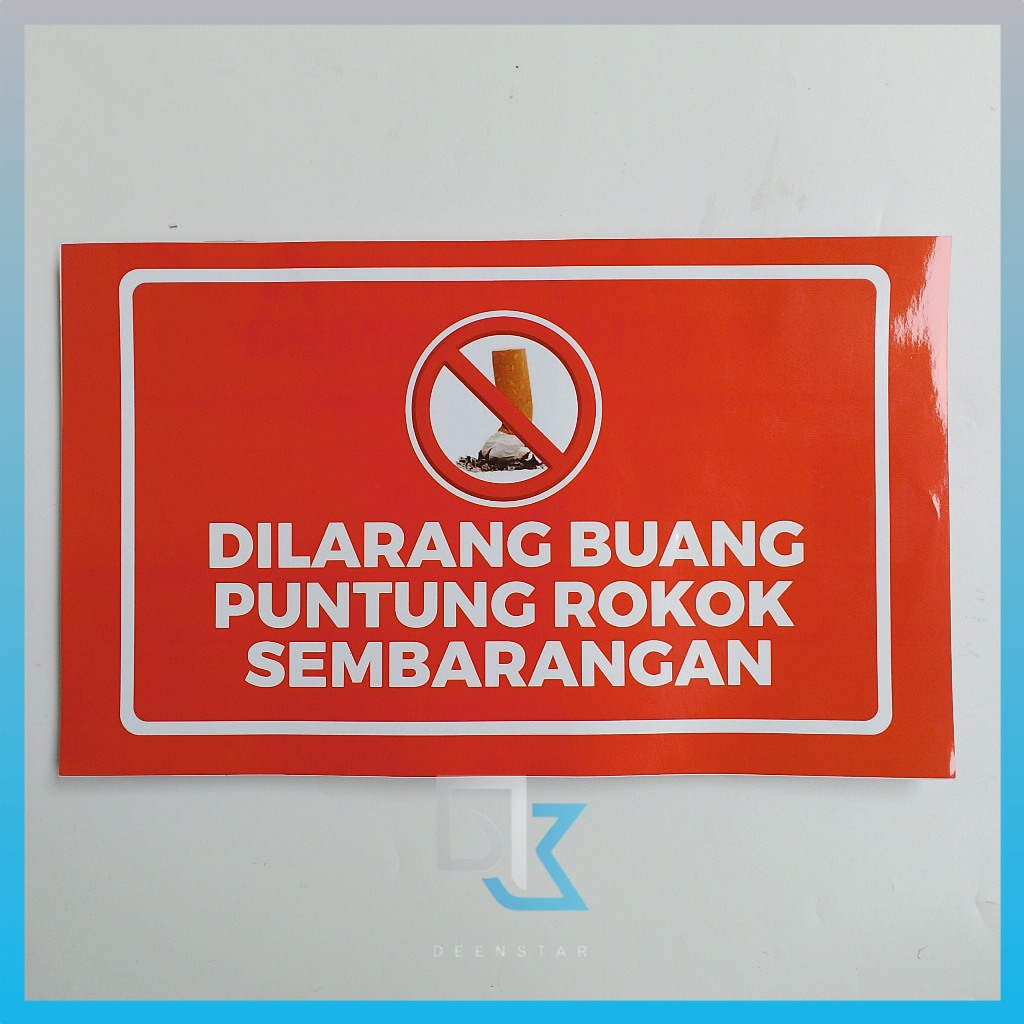 DILARANG BUANG
PUNTUNG ROKOK
SEMBARANGAN
DEENSTAR